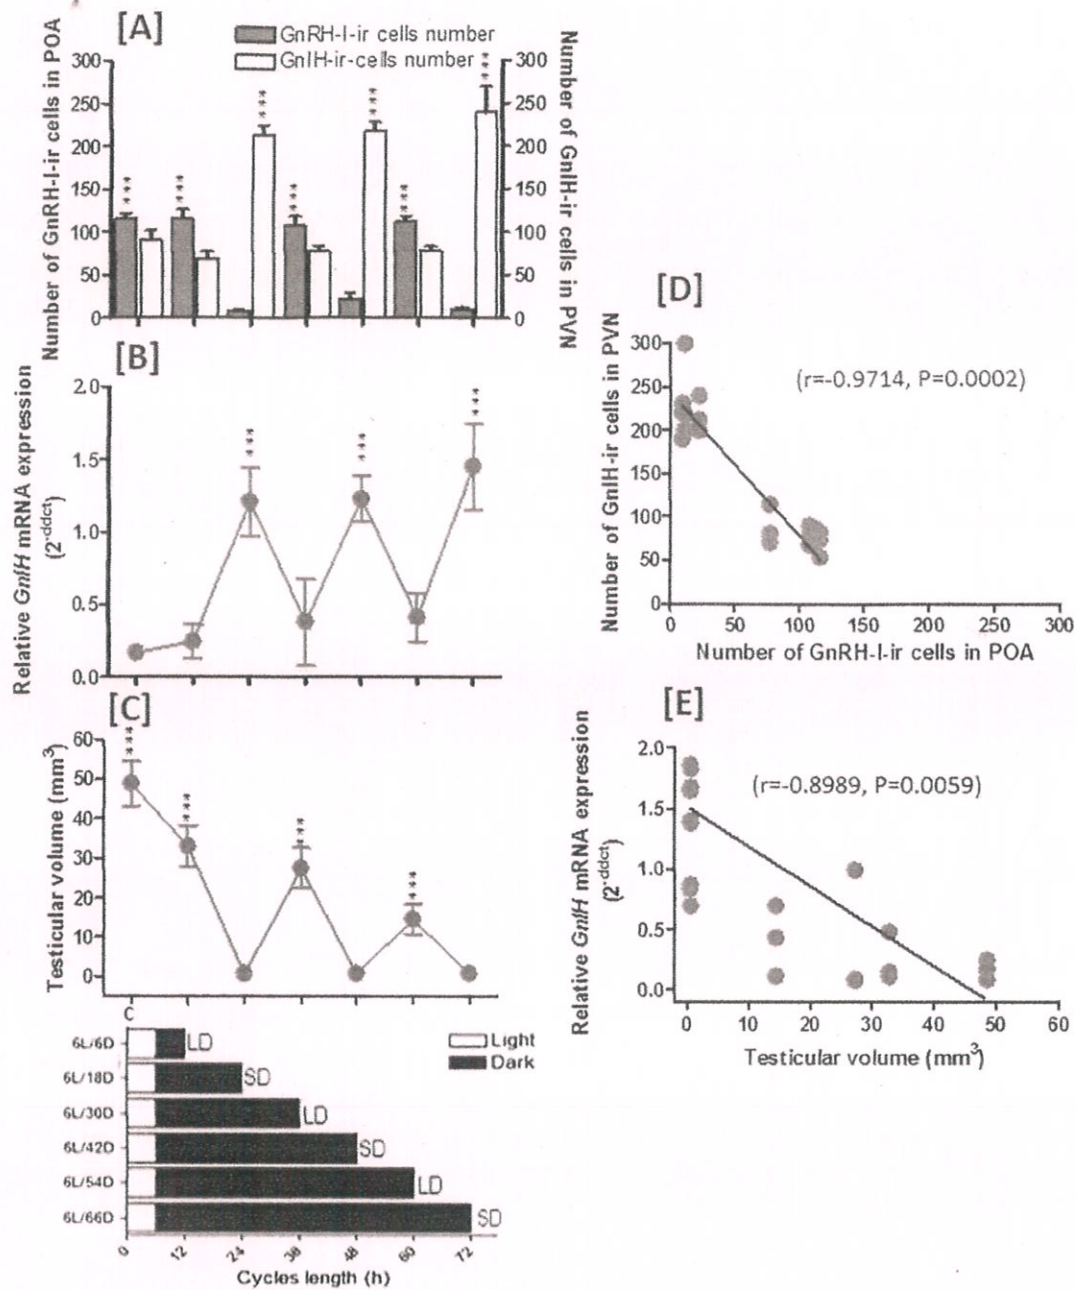 [A]
GnRH-I-ir cells number
GnIH-ir-cells number
Number of GnRH-I-ir cells in POA
300
250
200
150
100
50
0
***
***
***
***
***
***
***
300
250
200
150
100
50
0
Number of GnIH-ir cells in PVN
[B]
Relative GnIH mRNA expression
(2-ddct)
2.0
1.5
1.0
0.5
0.0
***
***
***
[C]
Testicular volume (mm3)
60
50
40
30
20
10
0
***
***
***
***
C
6L/6D
LD
6L/18D
SD
6L/30D
LD
6L/42D
SD
6L/54D
LD
6L/66D
SD
Light
Dark
0
12
24
36
48
60
72
Cycles length (h)
[D]
Number of GnIH-ir cells in PVN
300
250
200
150
100
50
0
(r=-0.9714, P=0.0002)
0
50
100
150
200
250
300
Number of GnRH-I-ir cells in POA
[E]
Relative GnIH mRNA expression
(2-ddct)
2.0
1.5
1.0
0.5
0.0
(r=-0.8989, P=0.0059)
0
10
20
30
40
50
60
Testicular volume (mm3)